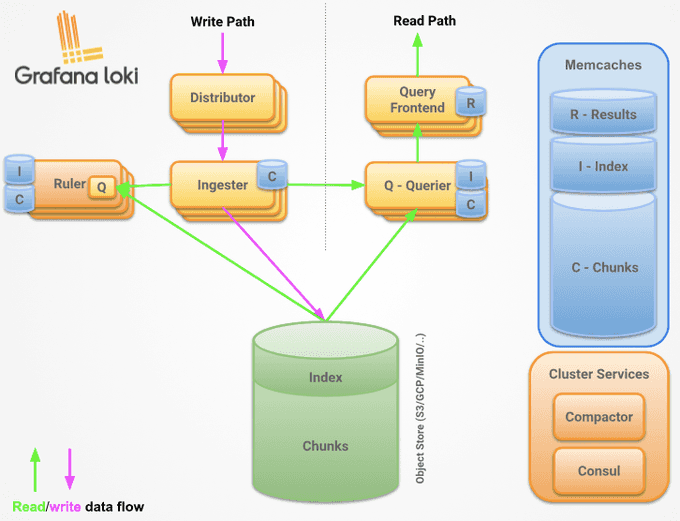 Grafana loki
Write Path
Read Path
Distributor
Query
Frontend
R
I
C
Ruler
Q
Ingester
C
Q - Querier
I
C
Index
Chunks
Object Store (S3/GCP/MinIO/..)
Memcaches
R - Results
I - Index
C - Chunks
Cluster Services
Compactor
Consul
Read/write data flow